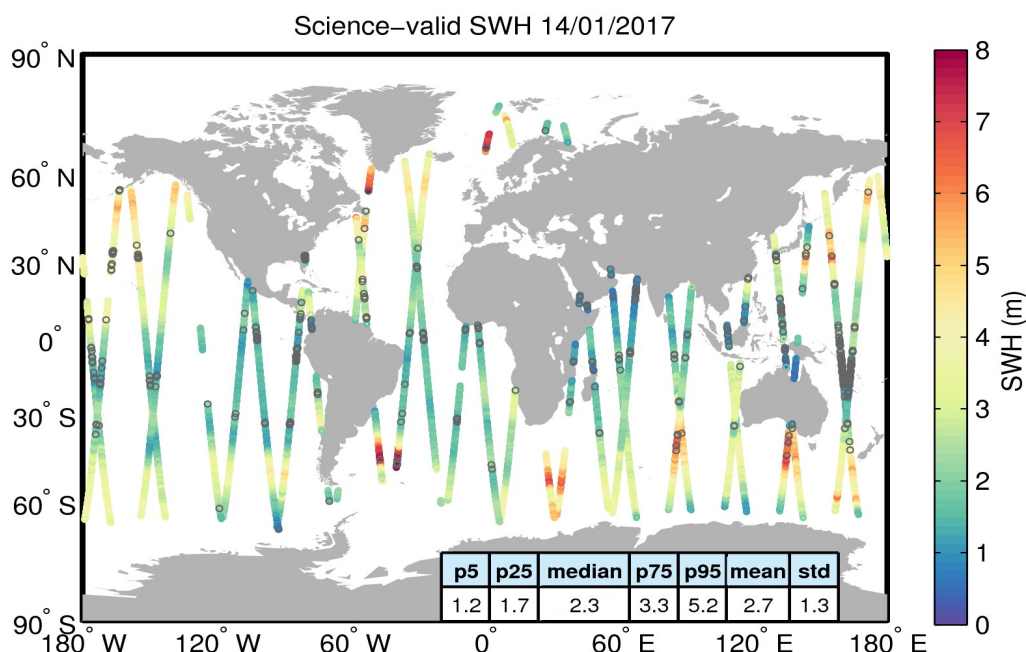 Science−valid SWH 14/01/2017
90° N
60° N
30° N
0°
30° S
60° S
90° S
180° W
120° W
60° W
0°
60° E
120° E
180° E
p5 p25 median p75 p95 mean std
1.2 1.7 2.3 3.3 5.2 2.7 1.3
8
7
6
5
4
3
2
1
0
SWH (m)